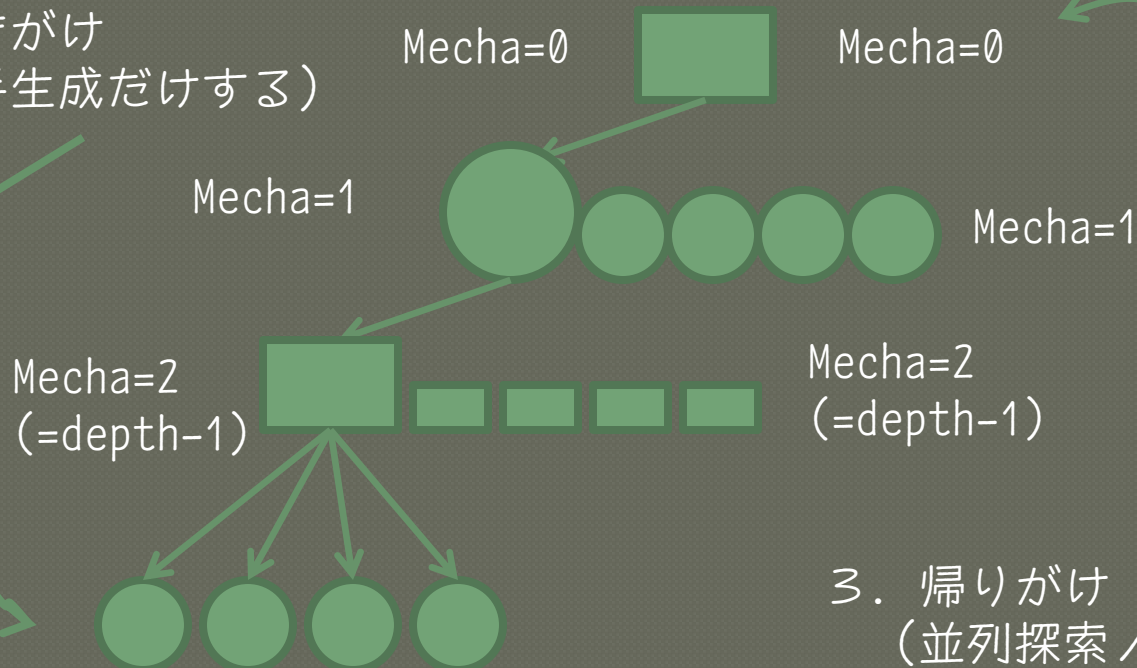 がけ
生成だけする）
Mecha=0
Mecha=0
Mecha=1
Mecha=1
Mecha=2
(=depth-1)
Mecha=2
(=depth-1)
３．帰りがけ
（並列探索